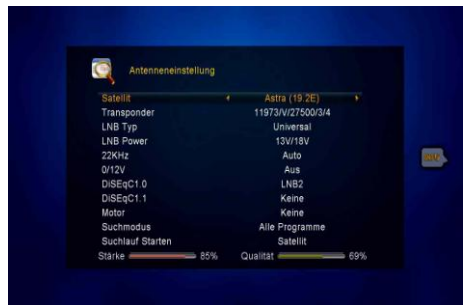 Antenneneinstellung
Satellit Astra (19.2E)
Transponder 11973/V/27500/3/4
LNB Typ Universal
LNB Power 13V/18V
22KHz Auto
0/12V Aus
DiSEqC1.0 LNB2
DiSEqC1.1 Keine
Motor Keine
Suchmodus Alle Programme
Suchlauf Starten Satellit
Stärke 85% Qualität 69%